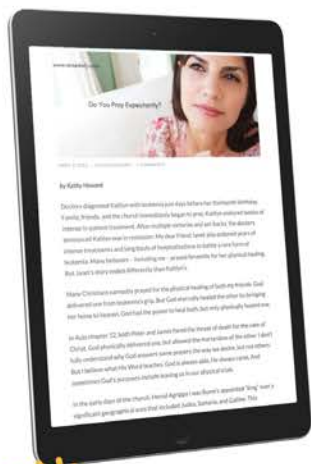 Do You Pray Expectantly?
by Kathy Howard
Doctors diagnosed Kaitlyn with leukemia just days before her thirteenth birthday.
Family, friends, and the church immediately began to pray. Kaitlyn endured weeks of
intense in-patient treatment. After multiple victories and set-backs, the doctors
announced Kaitlyn was in remission. My dear friend Janet also endured years of
intense treatments and long bouts of hospitalizations to battle a rare form of
leukemia. Many believers – including me – prayed fervently for her physical healing.
But Janet's story ended differently than Kaitlyn's.
Many Christians earnestly prayed for the physical healing of both my friends. God
delivered one from leukemia's grip. But God eternally healed the other by bringing
her home to heaven. God had the power to heal both, but only physically healed one.
In Acts chapter 12, both Peter and James faced the threat of death for the cause of
Christ. God physically delivered one, but allowed the martyrdom of the other. I don't
fully understand why God answers some prayers the way we desire, but not others.
But I believe what His Word teaches. God is always able. He always cares. And
sometimes God's purposes include leaving us in our physical trials.
In the early days of the church, Herod Agrippa I was Rome's appointed "king" over a
significant geographical area that included Judea, Samaria, and Galilee. This